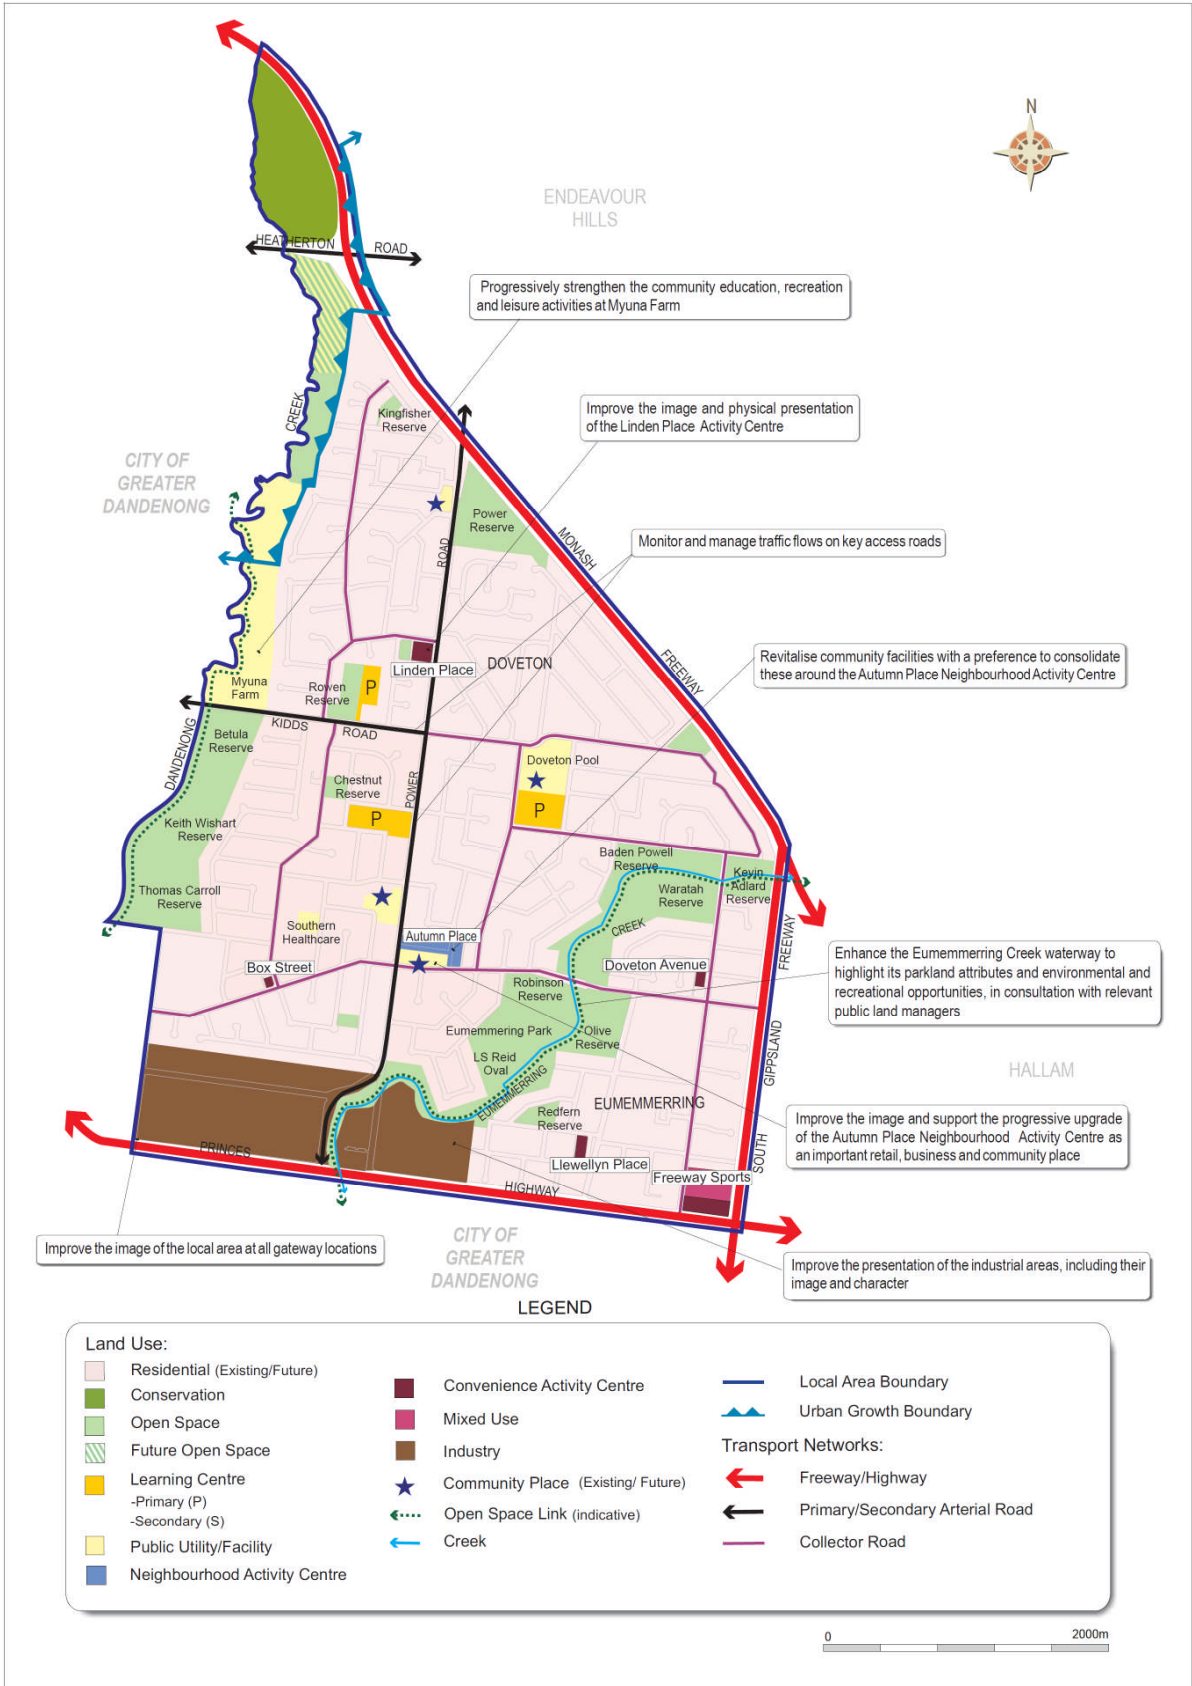 N
ENDEAVOUR
HILLS
HEATHERTON
ROAD
Progressively strengthen the community education, recreation
and leisure activities at Myuna Farm
CREEK
Improve the image and physical presentation
of the Linden Place Activity Centre
Kingfisher
Reserve
CITY OF
GREATER
DANDENONG
Power
Reserve
MONASH
ROAD
Monitor and manage traffic flows on key access roads
FREEWAY
Revitalise community facilities with a preference to consolidate
these around the Autumn Place Neighbourhood Activity Centre
DOVETON
Linden Place
Myuna
Farm
Rowen
Reserve
P
KIDDS
ROAD
Betula
Reserve
DANDENONG
Doveton Pool
P
Chestnut
Reserve
POWER
P
Keith Wishart
Reserve
Baden Powell
Reserve
Kevin
Adlard
Reserve
Waratah
Reserve
Thomas Carroll
Reserve
CREEK
Southern
Healthcare
Autumn Place
FREEWAY
Box Street
Doveton Avenue
Enhance the Eumemmerring Creek waterway to
highlight its parkland attributes and environmental and
recreational opportunities, in consultation with relevant
public land managers
Robinson
Reserve
Eumemmering Park
Olive
Reserve
GIPPSLAND
LS Reid
Oval
HALLAM
EUMEMMERRING
EUMEMMERRING
Redfern
Reserve
Improve the image and support the progressive upgrade
of the Autumn Place Neighbourhood Activity Centre as
an important retail, business and community place
SOUTH
PRINCES
Llewellyn Place
Freeway Sports
HIGHWAY
Improve the image of the local area at all gateway locations
CITY OF
GREATER
DANDENONG
Improve the presentation of the industrial areas, including their
image and character
LEGEND
Land Use:
Residential (Existing/Future)
Conservation
Open Space
Future Open Space
Learning Centre
-Primary (P)
-Secondary (S)
Public Utility/Facility
Neighbourhood Activity Centre
Convenience Activity Centre
Mixed Use
Industry
Community Place (Existing/ Future)
Open Space Link (indicative)
Creek
Local Area Boundary
Urban Growth Boundary
Transport Networks:
Freeway/Highway
Primary/Secondary Arterial Road
Collector Road
0
2000m